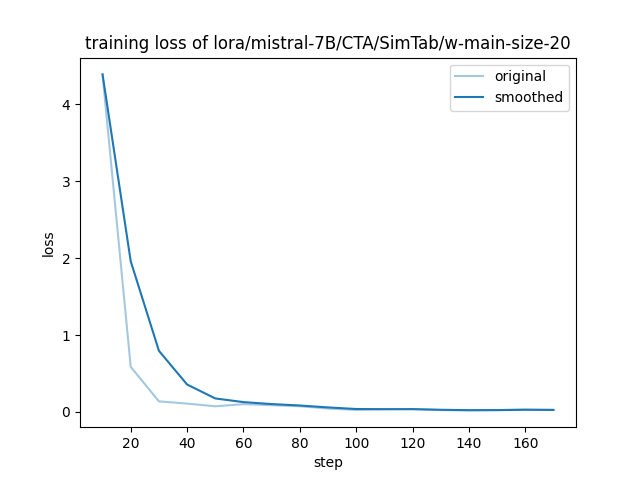 training loss of lora/mistral-7B/CTA/SimTab/w-main-size-20
original
smoothed
4
3
2
1
0
loss
20 40 60 80 100 120 140 160
step